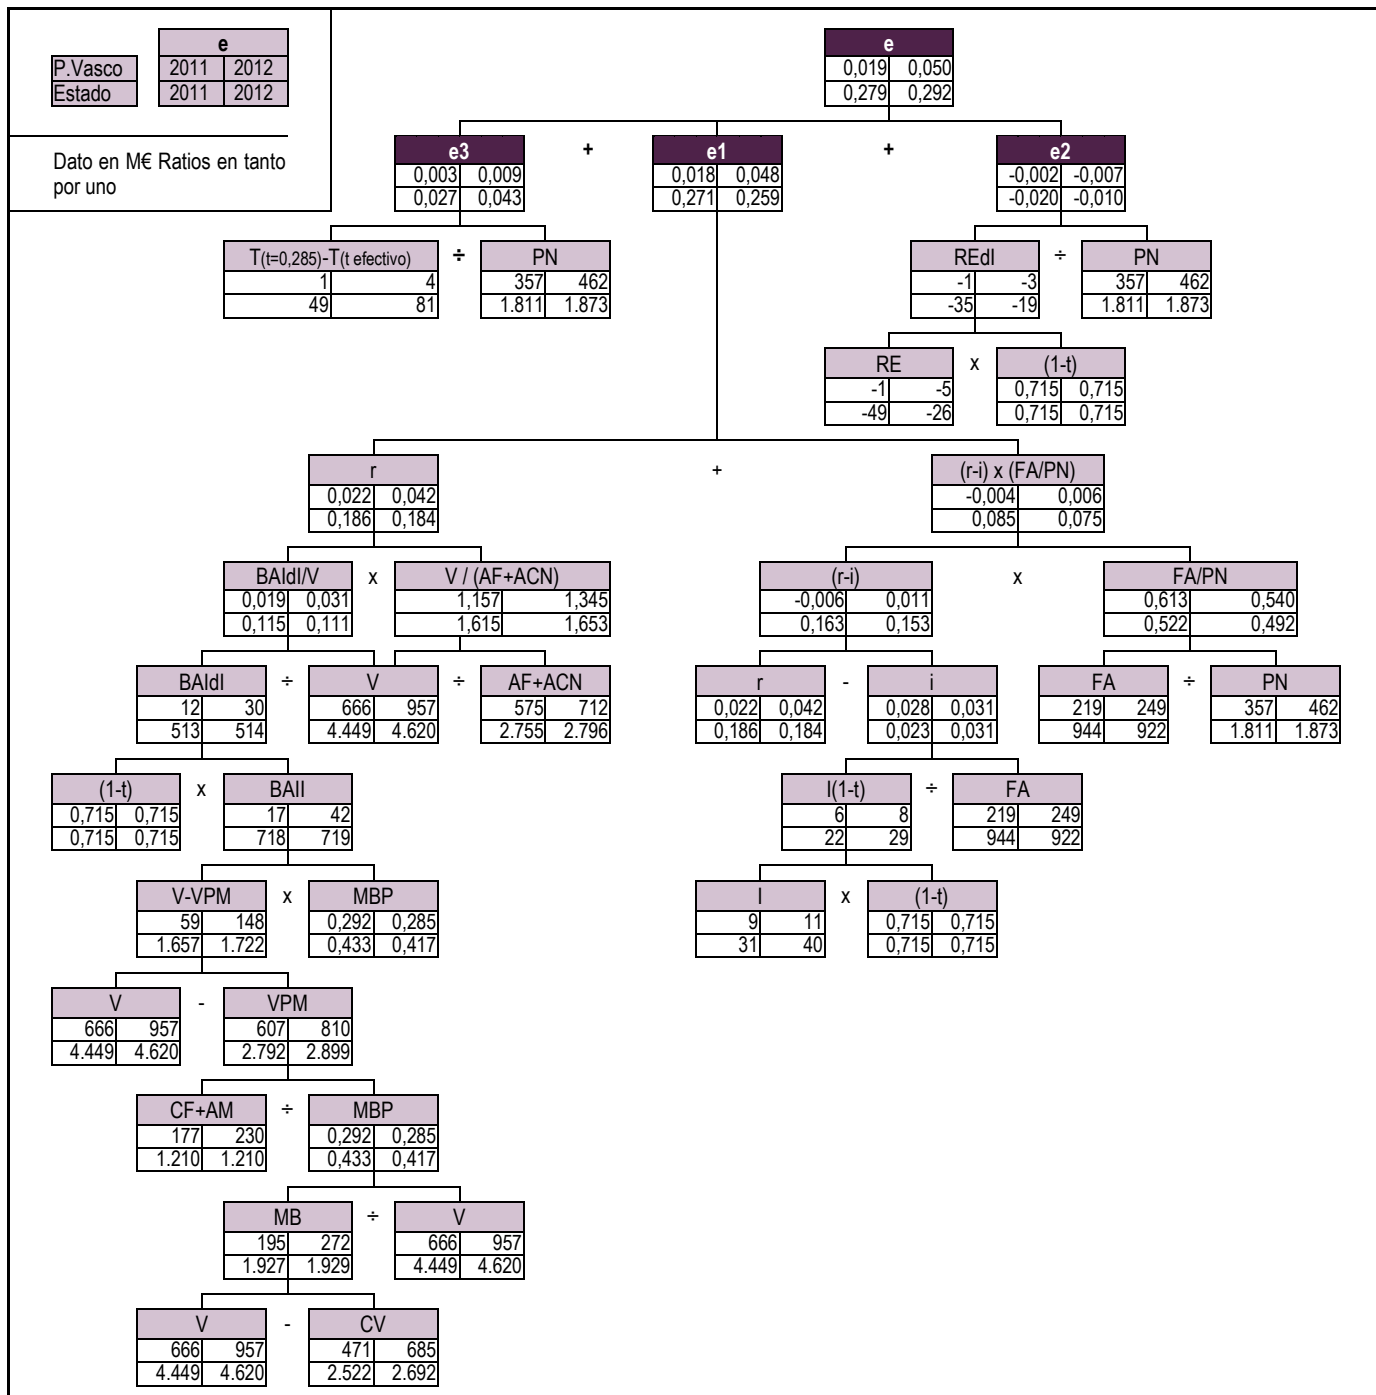 e
P.Vasco 2011 2012
Estado 2011 2012
Dato en M€ Ratios en tanto
por uno
e
0,019 0,050
0,279 0,292
e3 + e1 + e2
0,003 0,009 0,018 0,048 -0,002 -0,007
0,027 0,043 0,271 0,259 -0,020 -0,010
T(t=0,285)-T(t efectivo) ÷ PN REdI ÷ PN
1 4 357 462 -1 -3 357 462
49 81 1.811 1.873 -35 -19 1.811 1.873
RE x (1-t)
-1 -5 0,715 0,715
-49 -26 0,715 0,715
r + (r-i) x (FA/PN)
0,022 0,042 -0,004 0,006
0,186 0,184 0,085 0,075
BAIdI/V x V / (AF+ACN) (r-i) x FA/PN
0,019 0,031 1,157 1,345 -0,006 0,011 0,613 0,540
0,115 0,111 1,615 1,653 0,163 0,153 0,522 0,492
BAIdI ÷ V ÷ AF+ACN r - i FA ÷ PN
12 30 666 957 575 712 0,022 0,042 0,028 0,031 219 249 357 462
513 514 4.449 4.620 2.755 2.796 0,186 0,184 0,023 0,031 944 922 1.811 1.873
(1-t) x BAII I(1-t) ÷ FA
0,715 0,715 17 42 6 8 219 249
0,715 0,715 718 719 22 29 944 922
V-VPM x MBP I x (1-t)
59 148 0,292 0,285 9 11 0,715 0,715
1.657 1.722 0,433 0,417 31 40 0,715 0,715
V - VPM
666 957 607 810
4.449 4.620 2.792 2.899
CF+AM ÷ MBP
177 230 0,292 0,285
1.210 1.210 0,433 0,417
MB ÷ V
195 272 666 957
1.927 1.929 4.449 4.620
V - CV
666 957 471 685
4.449 4.620 2.522 2.692